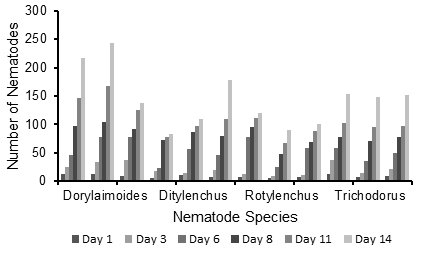 300
250
200
150
100
50
0
Number of Nematodes
Dorylaimoides Ditylenchus Rotylenchus Trichodorus
Nematode Species
Day 1 Day 3 Day 6 Day 8 Day 11 Day 14